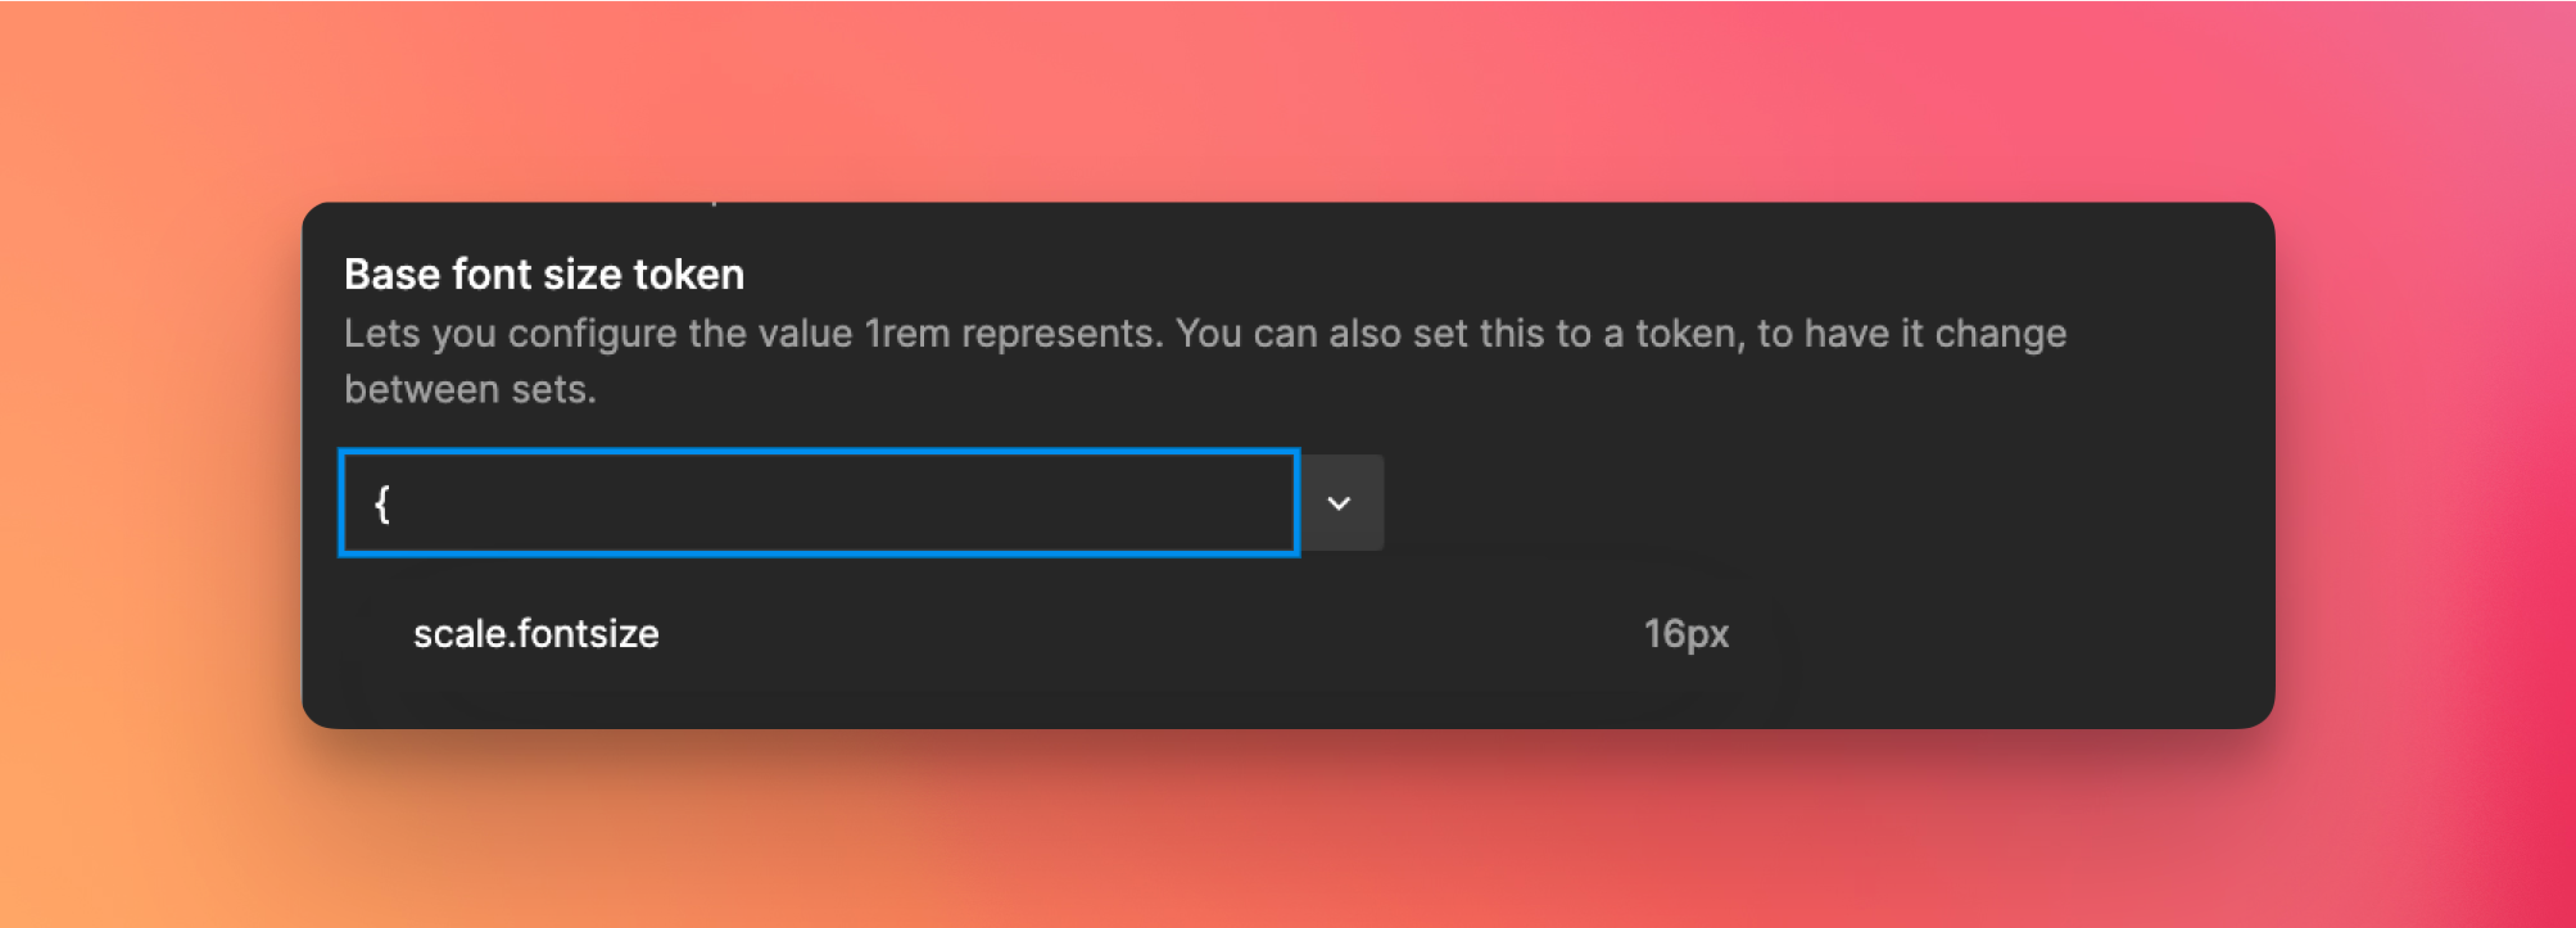 Base font size token
Lets you configure the value 1rem represents. You can also set this to a token, to have it change
between sets.
{
scale.fontsize 16px